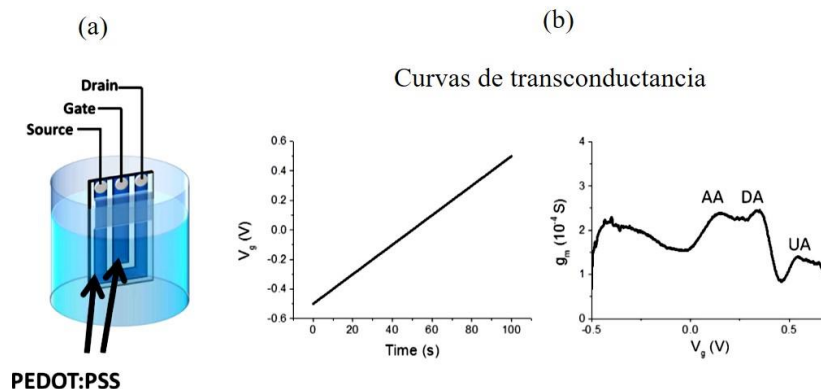 (a)
(b)
Curvas de transconductancia
Drain
Gate
Source
PEDOT:PSS
V_g (V)
0.6
0.4
0.2
0.0
-0.2
-0.4
-0.6
0 20 40 60 80 100
Time (s)
g_m (10^-4 S)
4
3
2
1
0
AA DA
UA
-0.5 0.0 0.5
V_g (V)